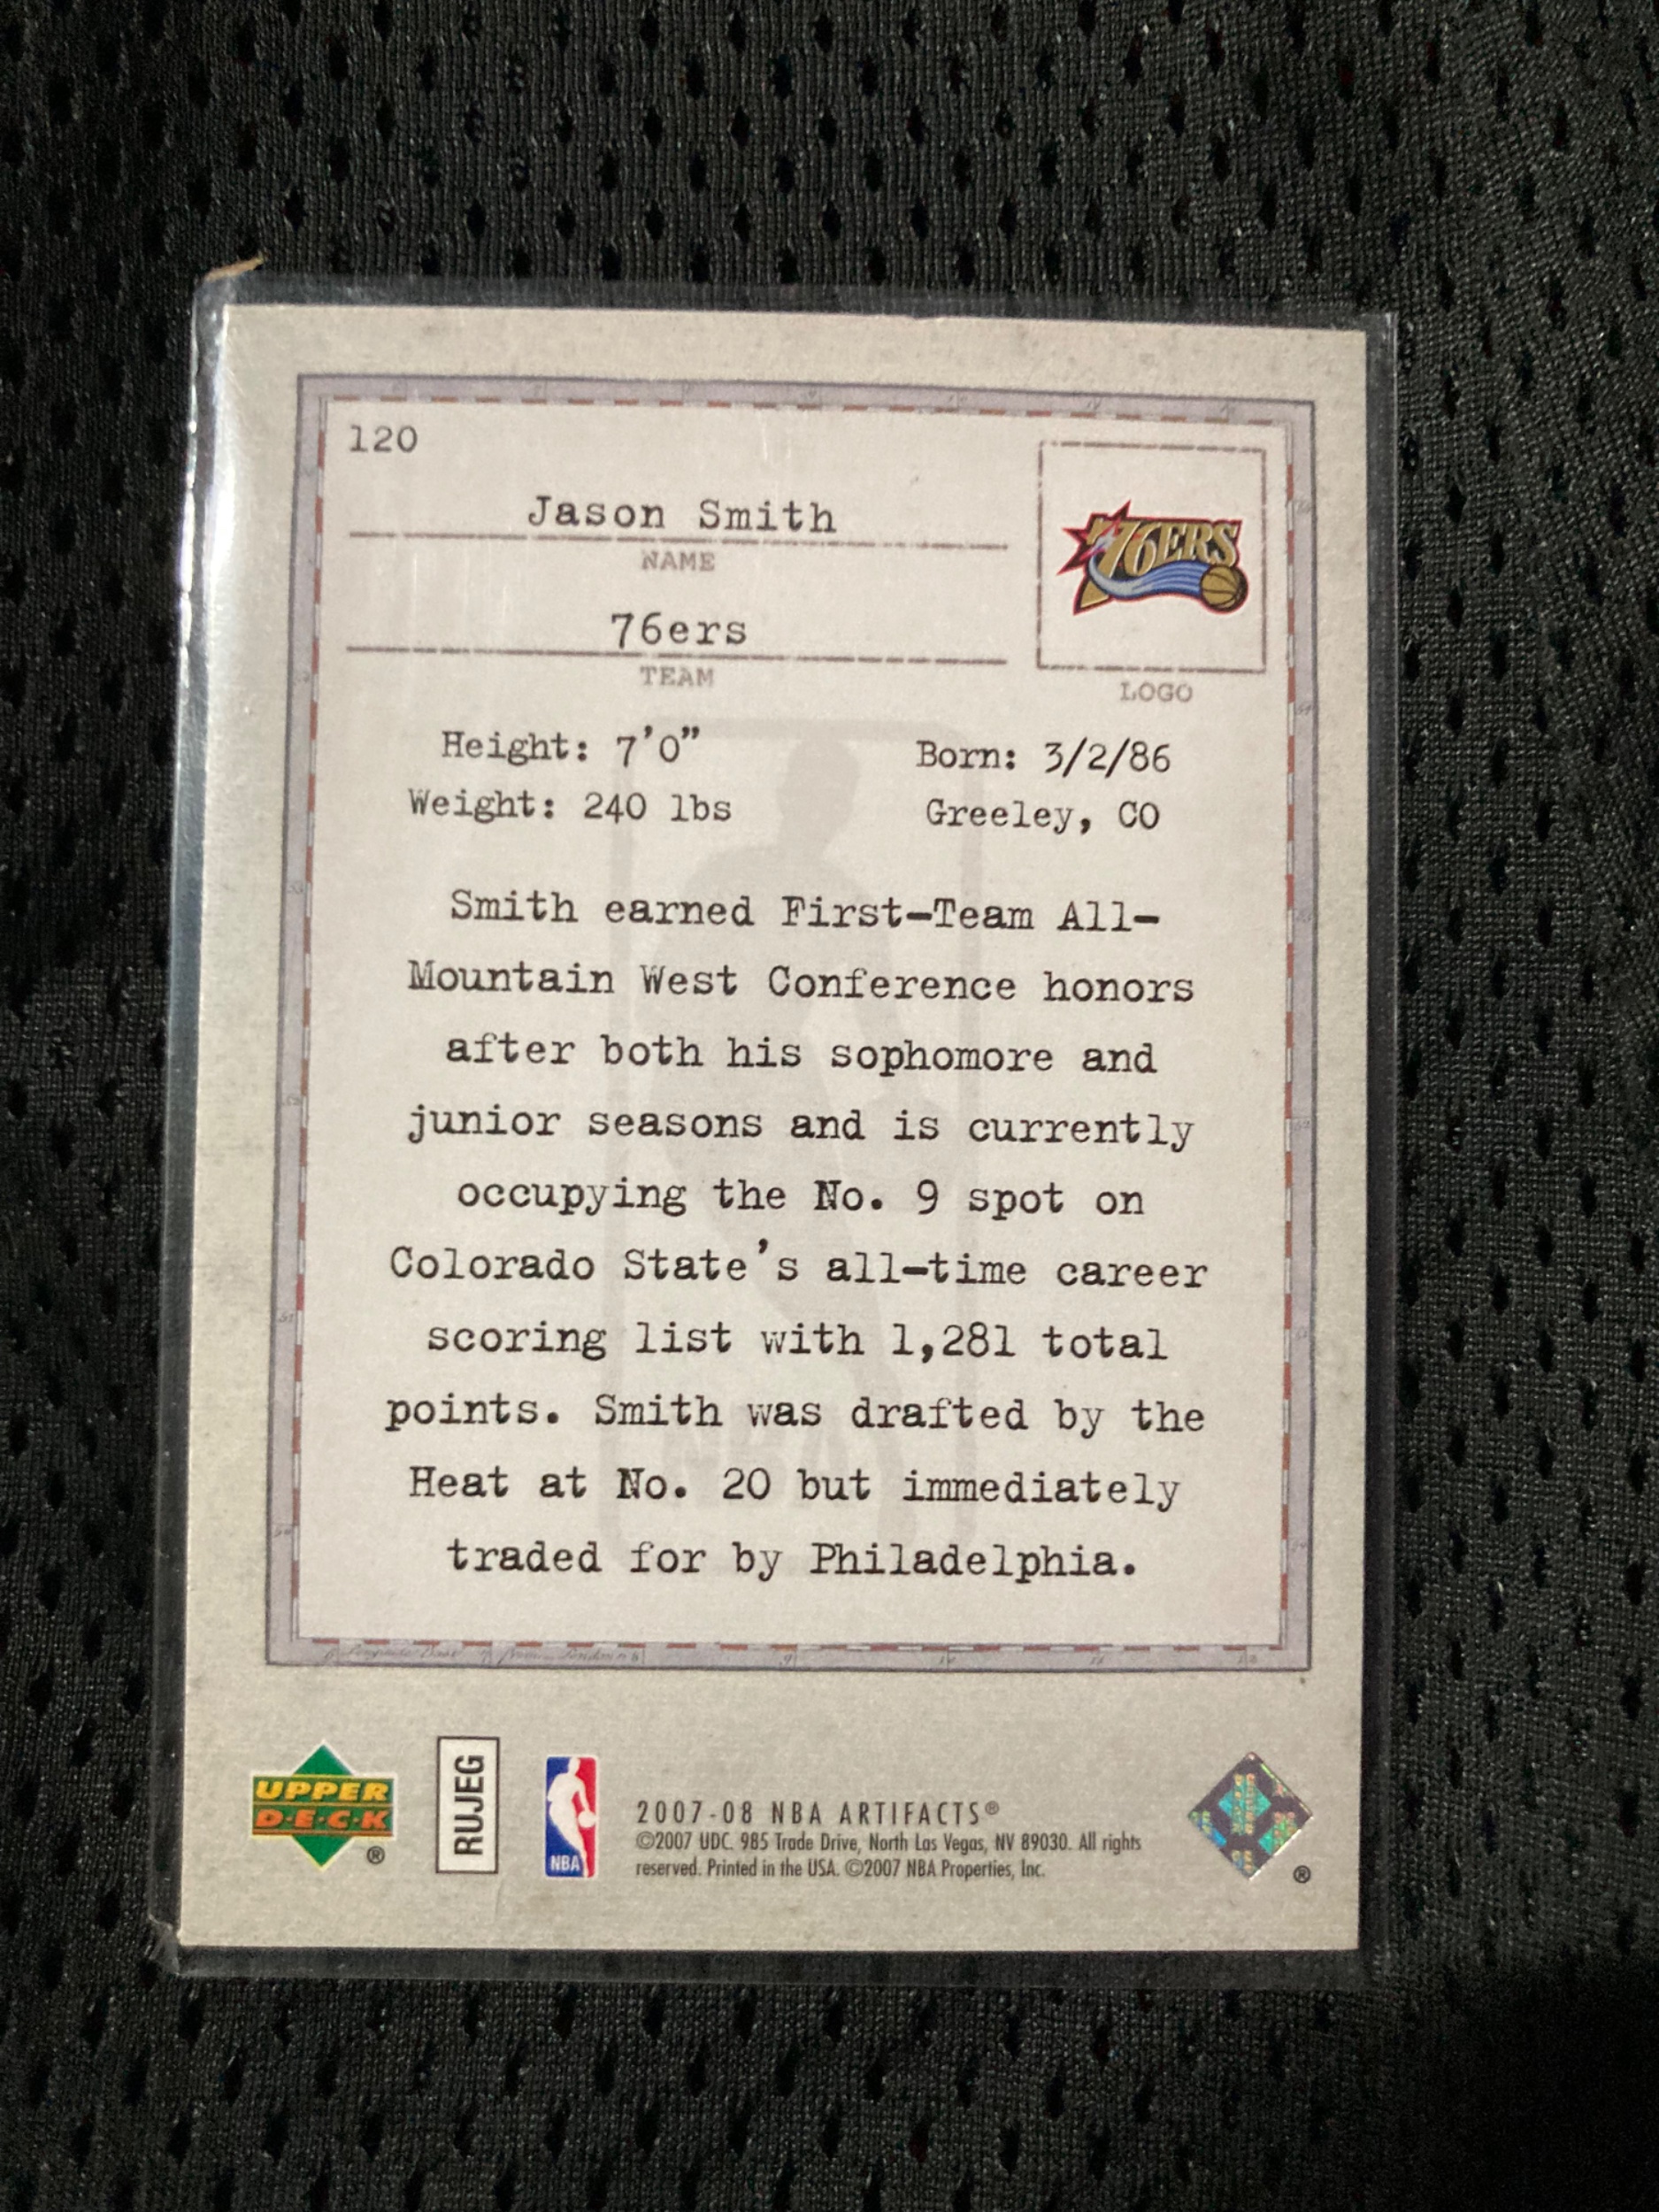 120
Jason Smith
NAME
76ers
TEAM
76ERS
LOGO
Height: 7'0"
Weight: 240 lbs
Born: 3/2/86
Greeley, CO
Smith earned First-Team All-
Mountain West Conference honors
after both his sophomore and
junior seasons and is currently
occupying the No. 9 spot on
Colorado State's all-time career
scoring list with 1,281 total
points. Smith was drafted by the
Heat at No. 20 but immediately
traded for by Philadelphia.
UPPER
D·E·C·K
®
RUJEG
NBA
2007-08 NBA ARTIFACTS®
©2007 UDC. 985 Trade Drive, North Las Vegas, NV 89030. All rights
reserved. Printed in the USA. ©2007 NBA Properties, Inc.
®